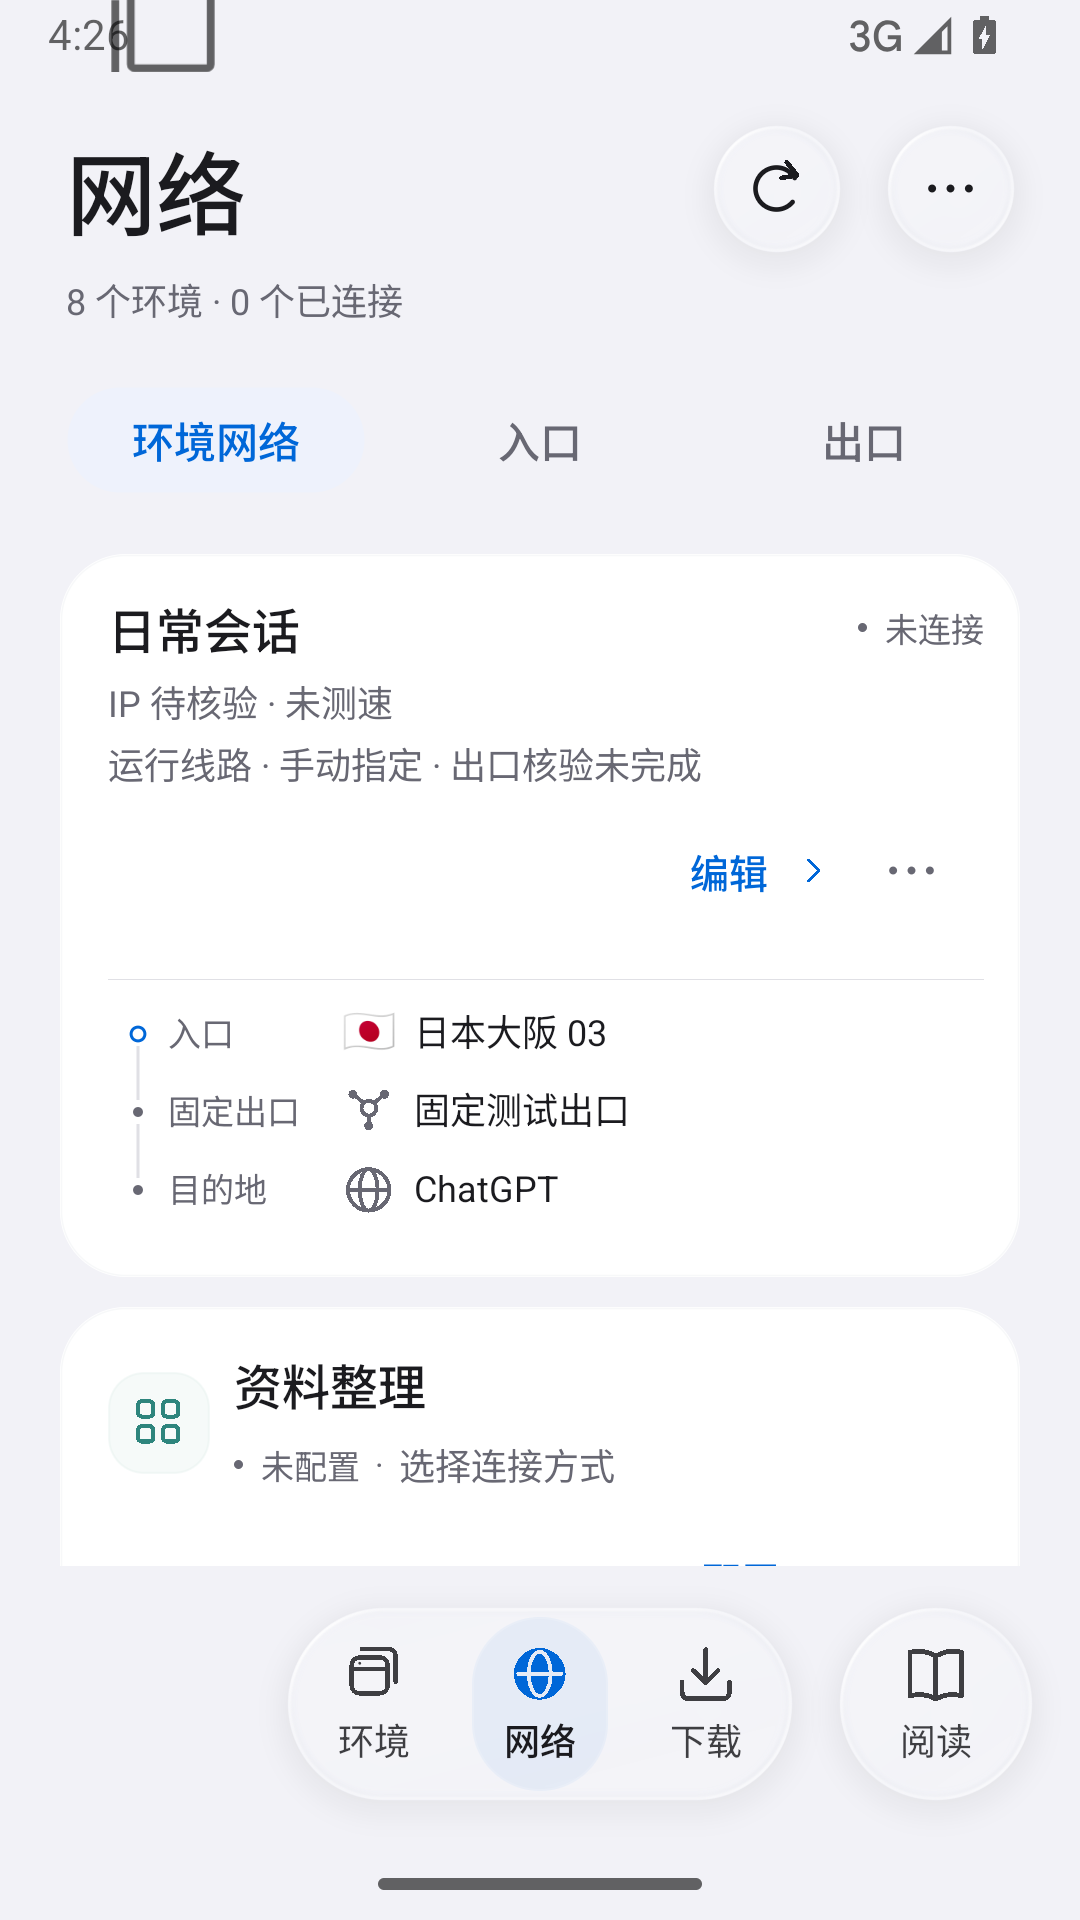 4:26
3G
网络
8 个环境 · 0 个已连接
环境网络
入口
出口
日常会话
• 未连接
IP 待核验 · 未测速
运行线路 · 手动指定 · 出口核验未完成
编辑
入口 日本大阪 03
固定出口 固定测试出口
目的地 ChatGPT
资料整理
• 未配置 · 选择连接方式
环境
网络
下载
阅读